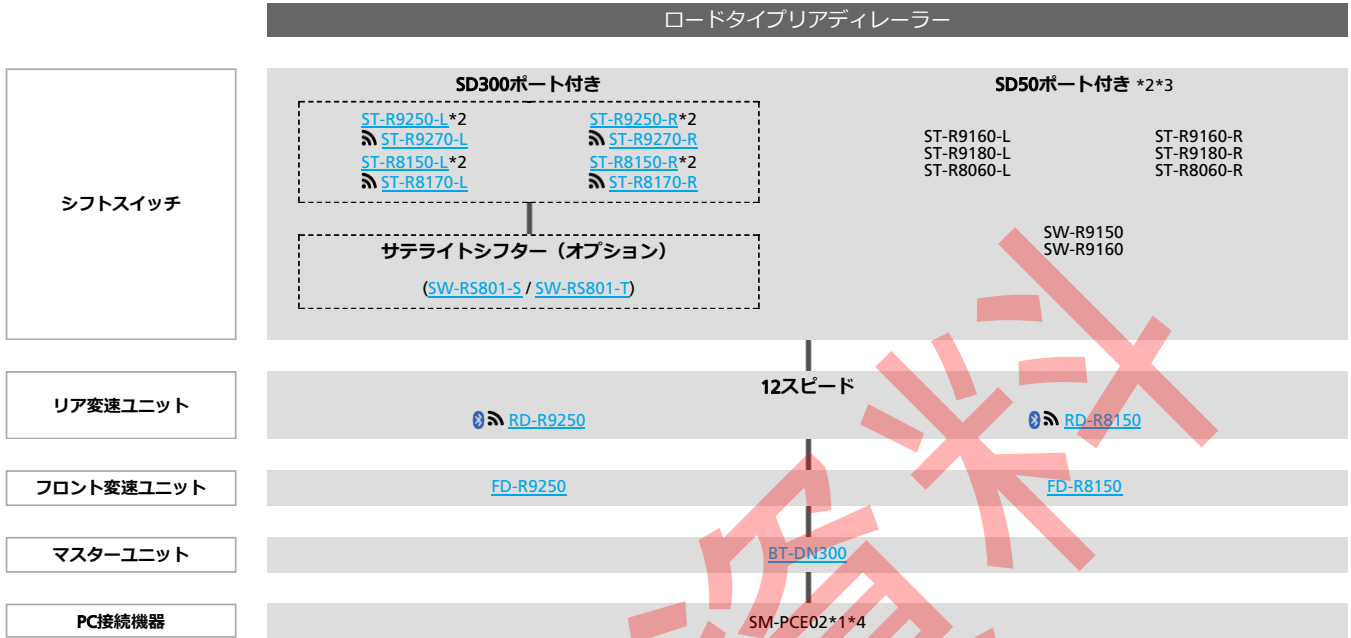 ロードタイプリアディレーラー
シフトスイッチ
SD300ポート付き
ST-R9250-L*2
ST-R9270-L
ST-R8150-L*2
ST-R8170-L
ST-R9250-R*2
ST-R9270-R
ST-R8150-R*2
ST-R8170-R
サテライトシフター（オプション）
(SW-RS801-S / SW-RS801-T)
SD50ポート付き *2*3
ST-R9160-L
ST-R9180-L
ST-R8060-L
ST-R9160-R
ST-R9180-R
ST-R8060-R
SW-R9150
SW-R9160
リア変速ユニット
12スピード
RD-R9250
RD-R8150
フロント変速ユニット
FD-R9250
FD-R8150
マスターユニット
BT-DN300
PC接続機器
SM-PCE02*1*4
資料